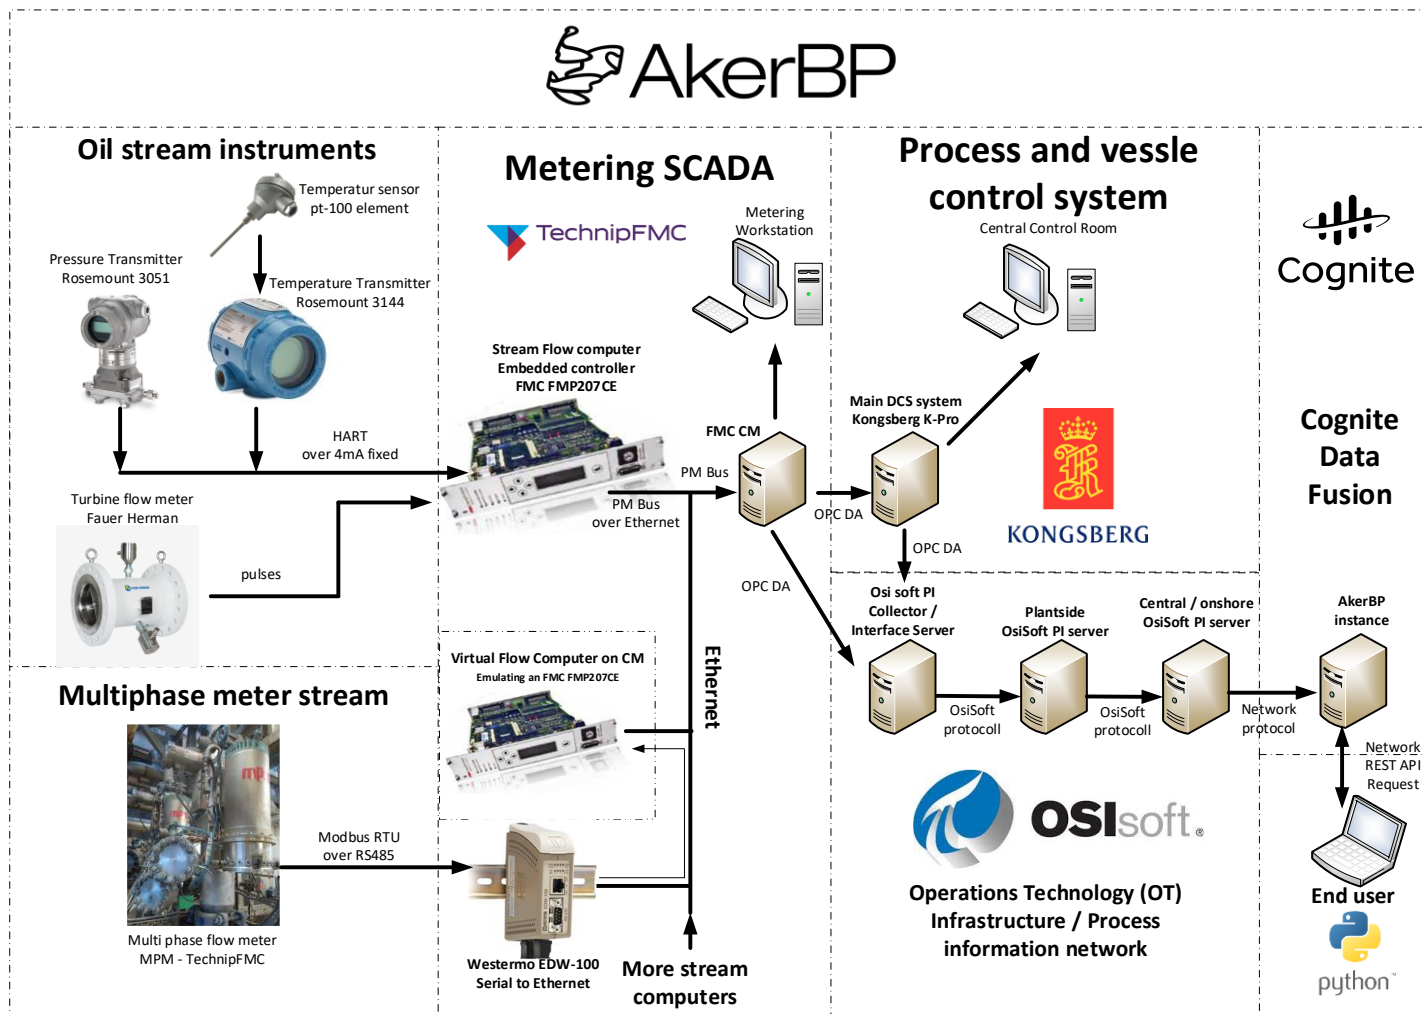 AkerBP
Oil stream instruments
Temperatur sensor
pt-100 element
Pressure Transmitter
Rosemount 3051
Temperature Transmitter
Rosemount 3144
HART
over 4mA fixed
Turbine flow meter
Fauer Herman
pulses
Multiphase meter stream
Modbus RTU
over RS485
Multi phase flow meter
MPM - TechnipFMC
Metering SCADA
TechnipFMC
Metering
Workstation
Stream Flow computer
Embedded controller
FMC FMP207CE
FMC CM
PM Bus
PM Bus
over Ethernet
OPC DA
OPC DA
Ethernet
Virtual Flow Computer on CM
Emulating an FMC FMP207CE
Westermo EDW-100
Serial to Ethernet
More stream
computers
Process and vessle
control system
Central Control Room
Main DCS system
Kongsberg K-Pro
KONGSBERG
OPC DA
Osi soft PI
Collector /
Interface Server
Plantside
OsiSoft PI server
Central / onshore
OsiSoft PI server
OsiSoft
protocoll
OsiSoft
protocoll
Network
protocol
OSIsoft®
Operations Technology (OT)
Infrastructure / Process
information network
Cognite
Cognite
Data
Fusion
AkerBP
instance
Network
REST API
Request
End user
python